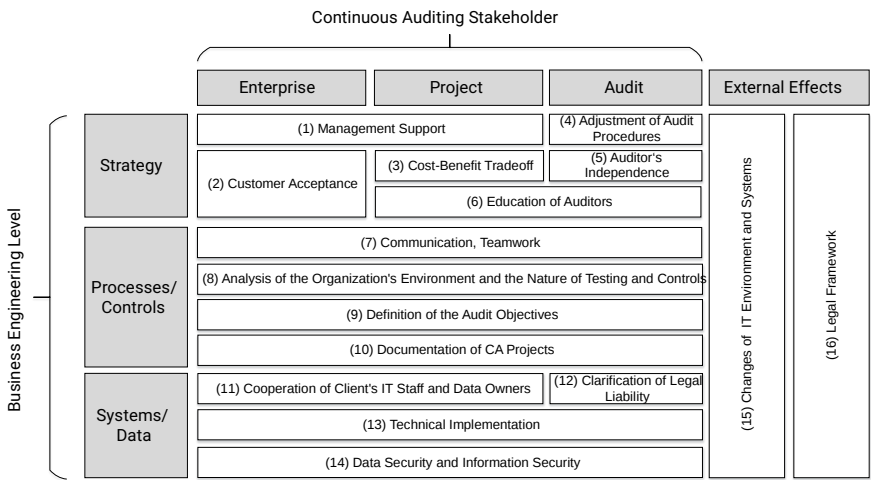 Continuous Auditing Stakeholder
Enterprise
Project
Audit
External Effects
Business Engineering Level
Strategy
(1) Management Support
(4) Adjustment of Audit
Procedures
(2) Customer Acceptance
(3) Cost-Benefit Tradeoff
(5) Auditor's
Independence
(6) Education of Auditors
Processes/
Controls
(7) Communication, Teamwork
(8) Analysis of the Organization's Environment and the Nature of Testing and Controls
(9) Definition of the Audit Objectives
(10) Documentation of CA Projects
Systems/
Data
(11) Cooperation of Client's IT Staff and Data Owners
(12) Clarification of Legal
Liability
(13) Technical Implementation
(14) Data Security and Information Security
(15) Changes of IT Environment and Systems
(16) Legal Framework